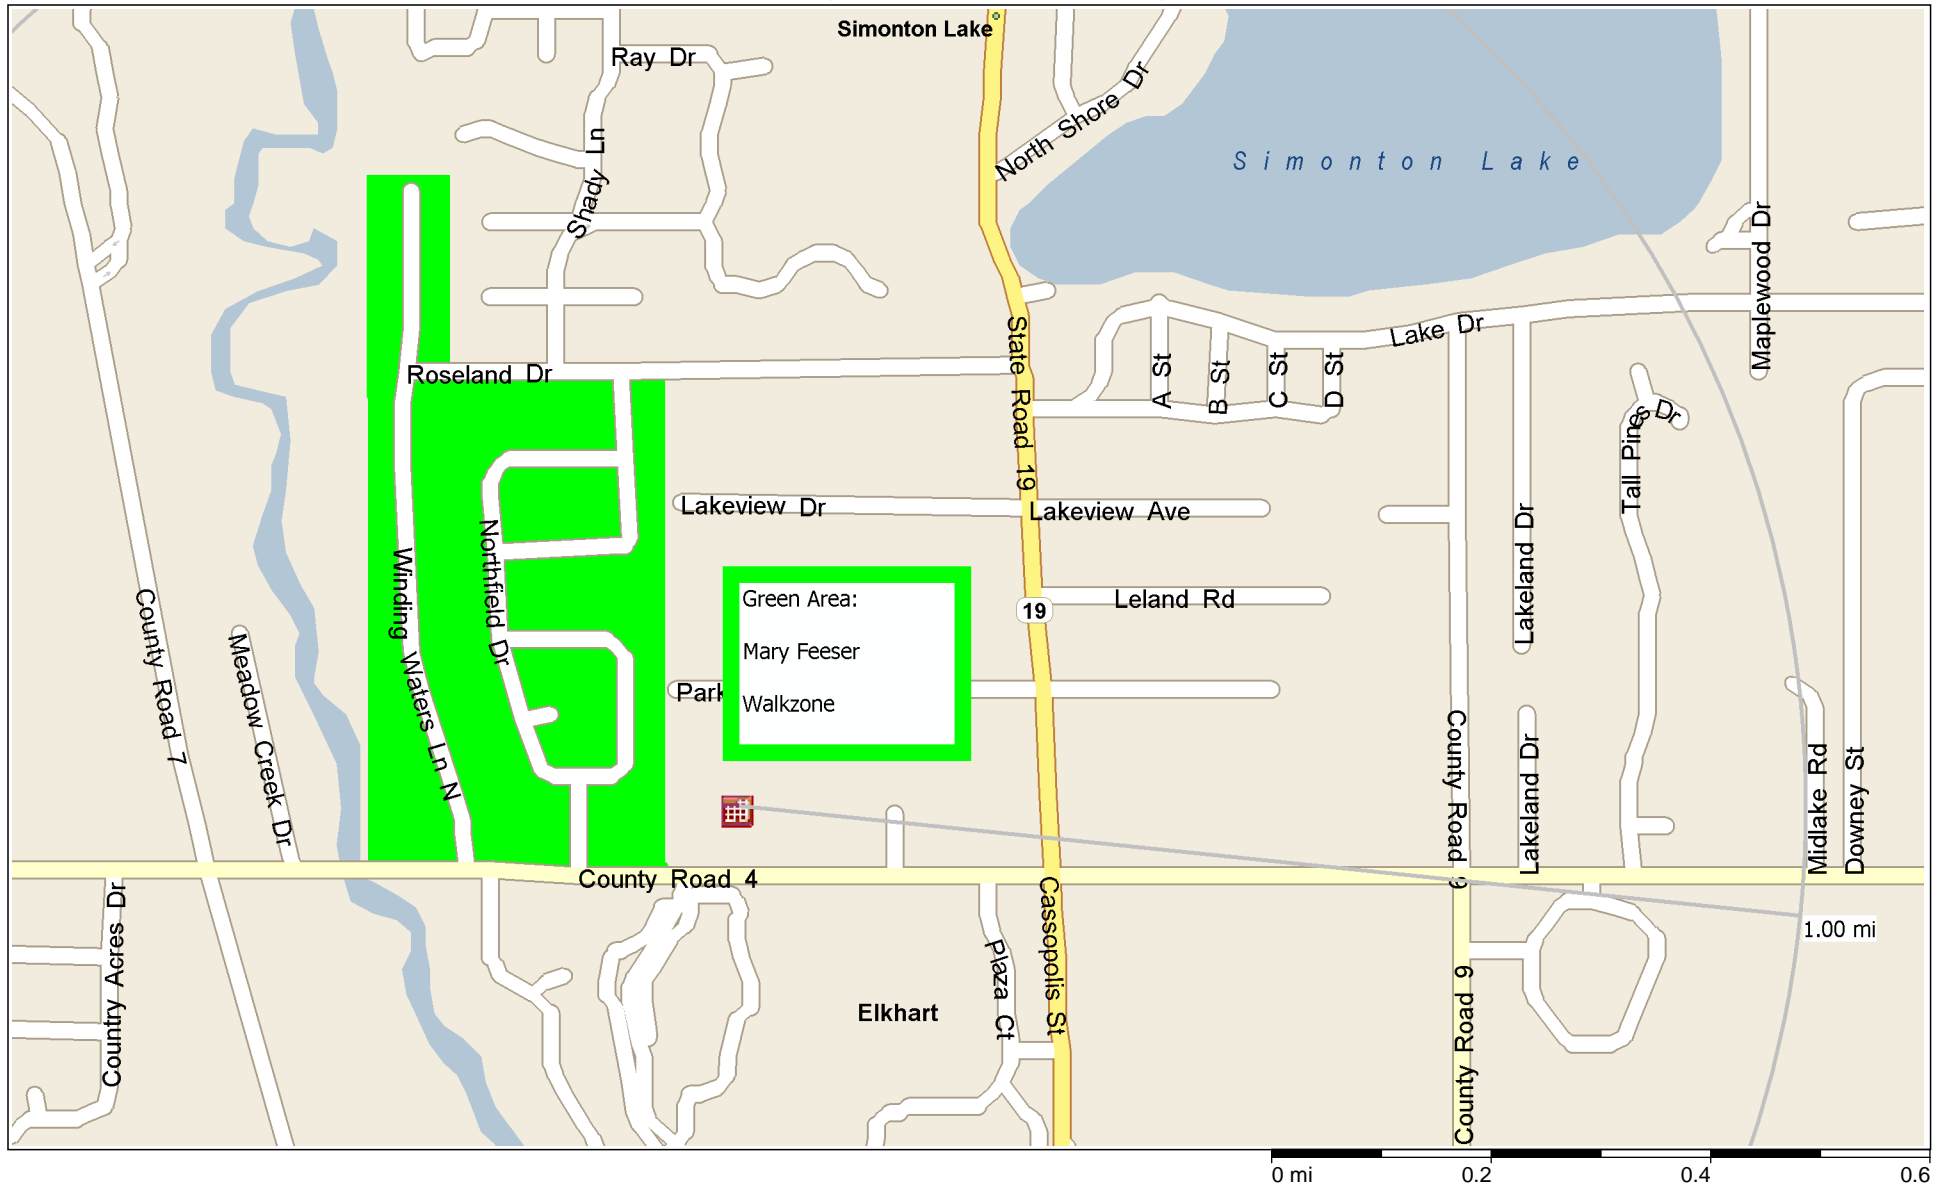 Simonton Lake
Ray Dr
North Shore Dr
Shady Ln
Simonton Lake
Maplewood Dr
Roseland Dr
State Road 19
Lake Dr
A St
B St
C St
D St
Tall Pines Dr
Lakeview Dr
Lakeview Ave
Lakeland Dr
Northfield Dr
Winding Waters Ln N
Green Area:
Mary Feeser
Walkzone
19
Leland Rd
County Road 7
Meadow Creek Dr
Park
County Road 9
Lakeland Dr
Midlake Rd
Downey St
County Road 4
Country Acres Dr
Cassopolis St
Plaza Ct
Elkhart
1.00 mi
County Road 9
0 mi
0.2
0.4
0.6